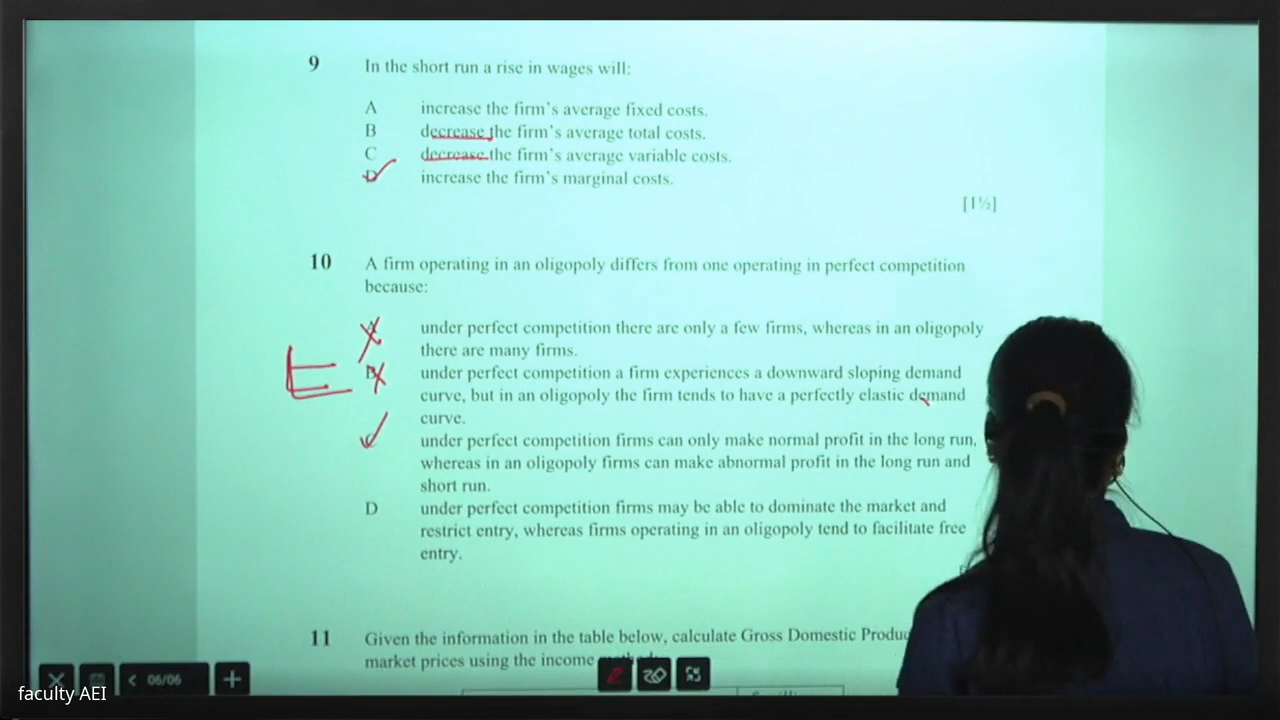 9 In the short run a rise in wages will:
A increase the firm's average fixed costs.
B decrease the firm's average total costs.
C decrease the firm's average variable costs.
D increase the firm's marginal costs.
[1½]
10 A firm operating in an oligopoly differs from one operating in perfect competition
because:
A under perfect competition there are only a few firms, whereas in an oligopoly
there are many firms.
B under perfect competition a firm experiences a downward sloping demand
curve, but in an oligopoly the firm tends to have a perfectly elastic demand
curve.
under perfect competition firms can only make normal profit in the long run,
whereas in an oligopoly firms can make abnormal profit in the long run and
short run.
D under perfect competition firms may be able to dominate the market and
restrict entry, whereas firms operating in an oligopoly tend to facilitate free
entry.
11 Given the information in the table below, calculate Gross Domestic
market prices using the income
06/06
faculty AEI